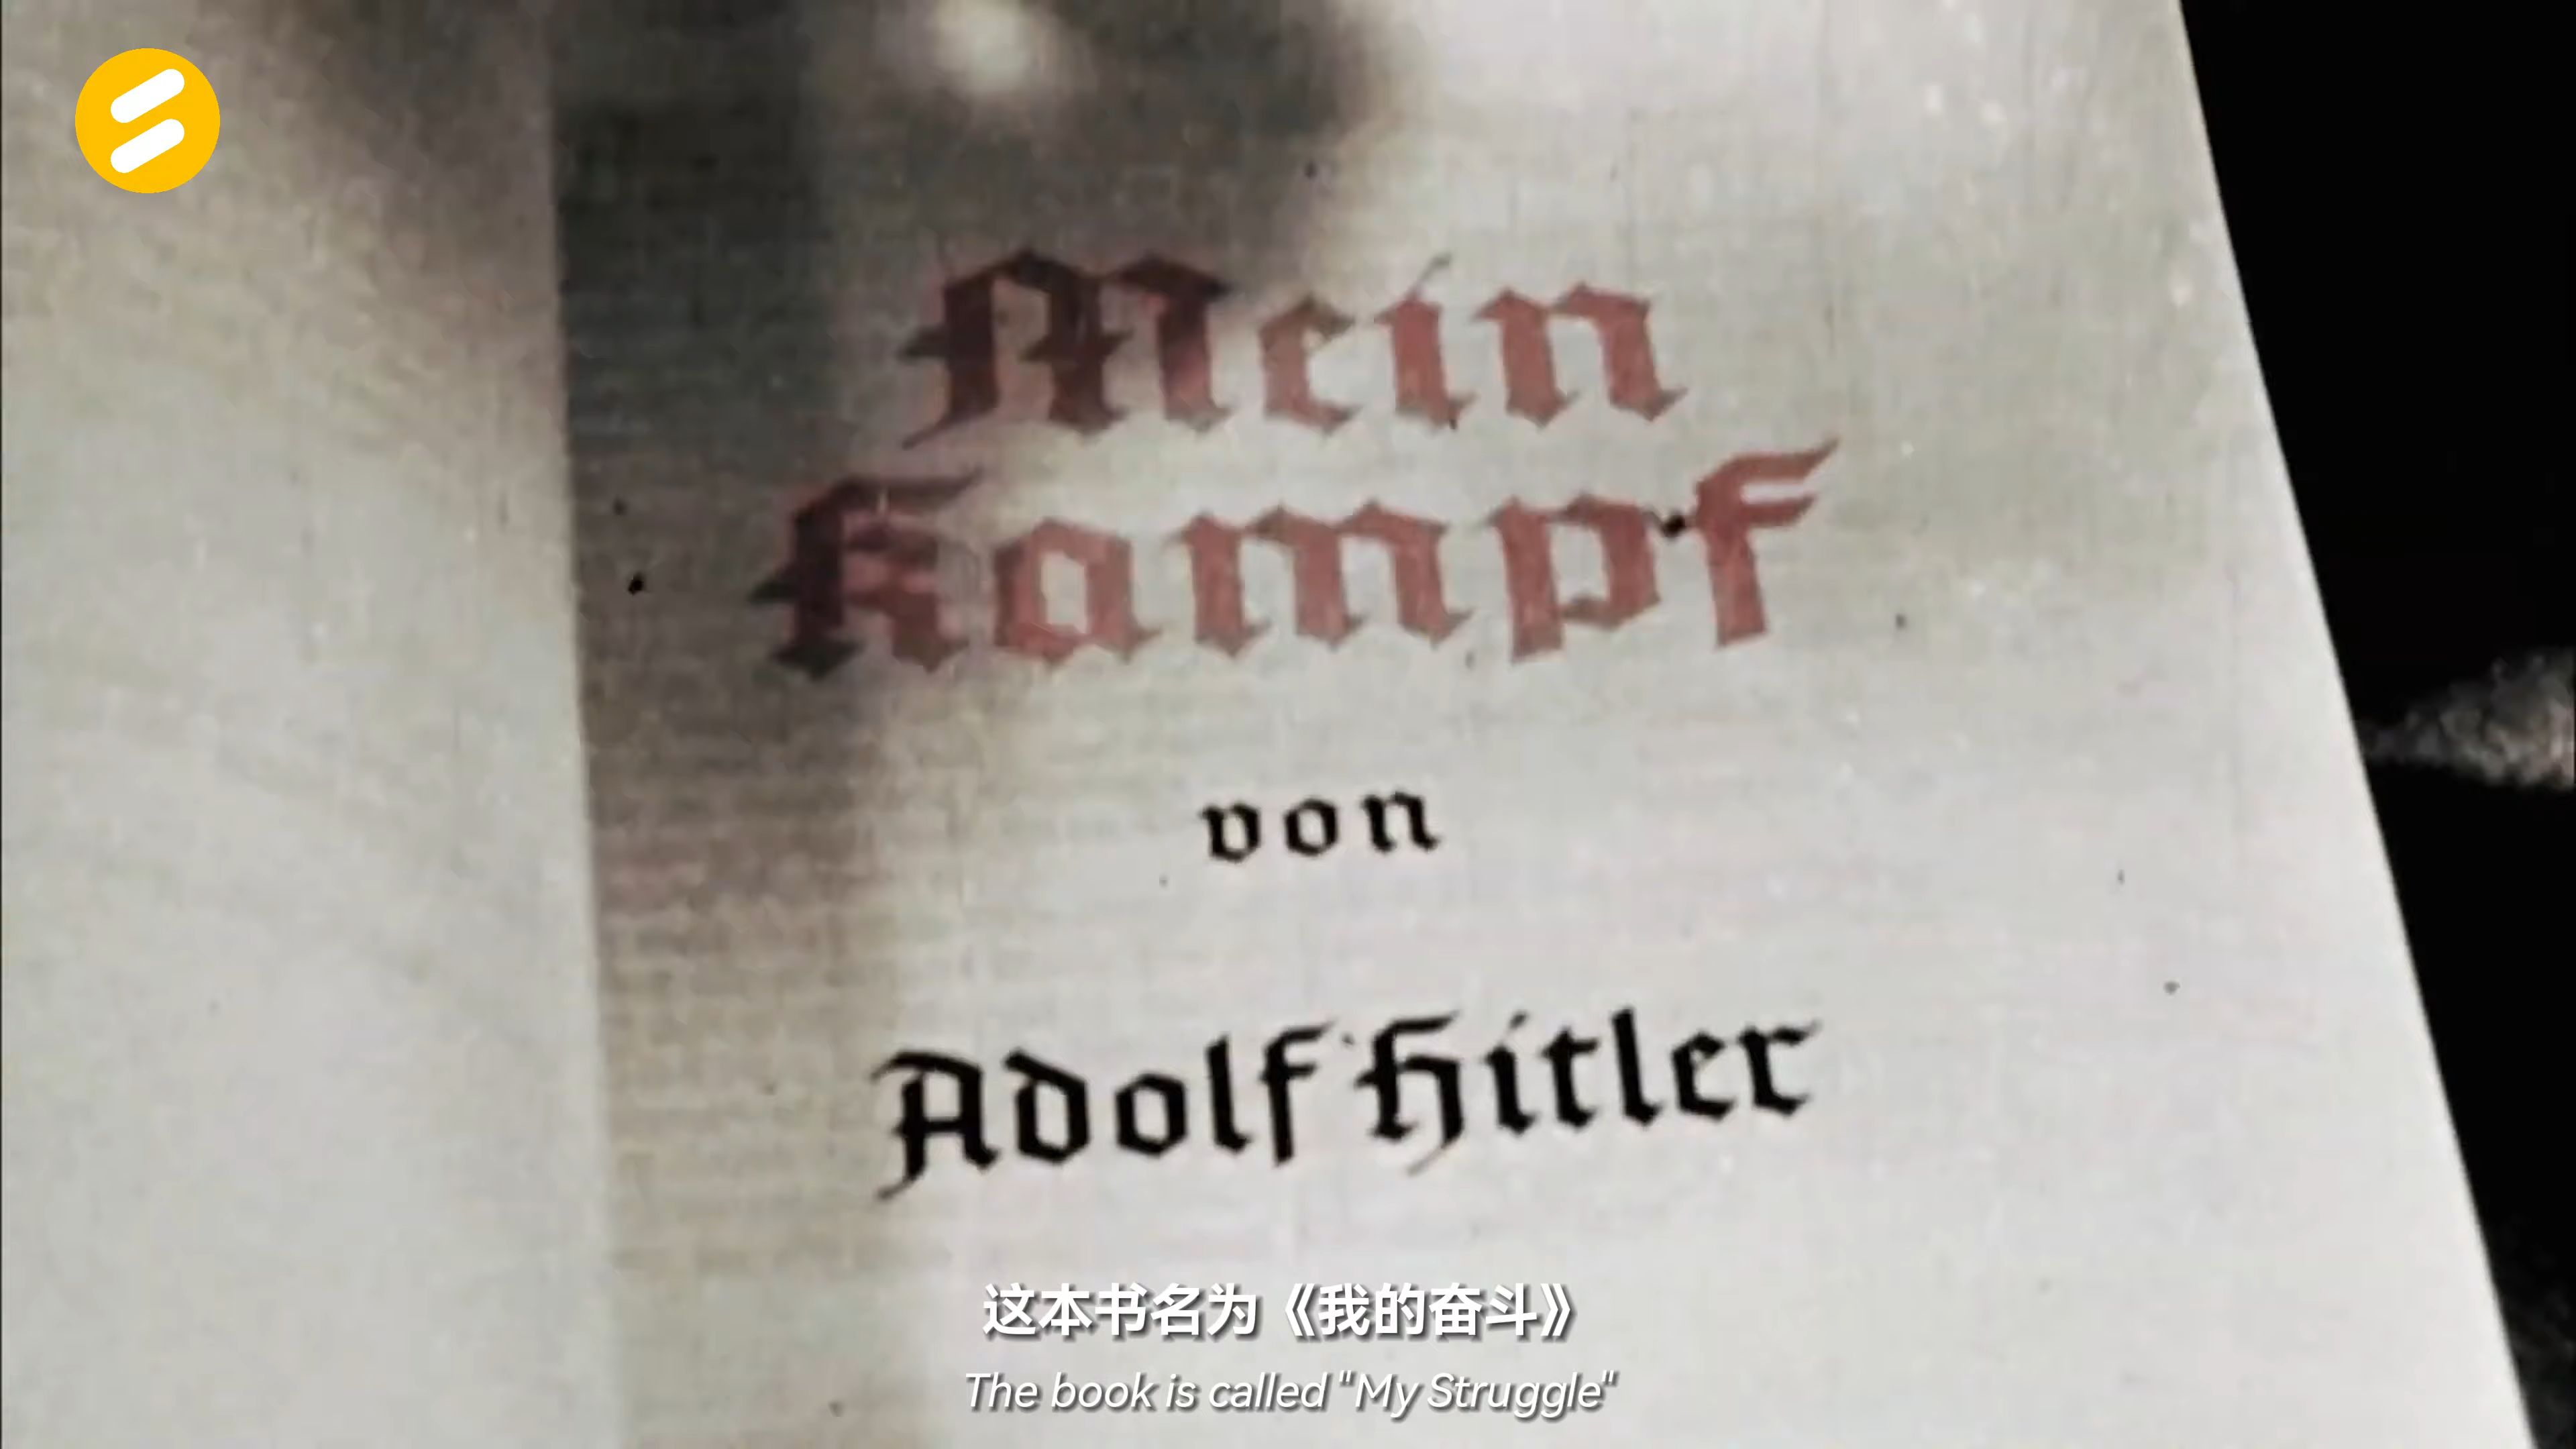 Mein
Kampf
von
Adolf Hitler
这本书名为《我的奋斗》
The book is called "My Struggle"